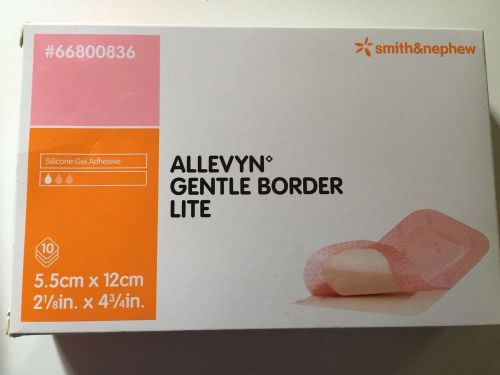 #66800836
smith&nephew
Silicone Gel Adhesive
ALLEVYN◊
GENTLE BORDER
LITE
10
5.5cm x 12cm
2⅛in. x 4¾in.